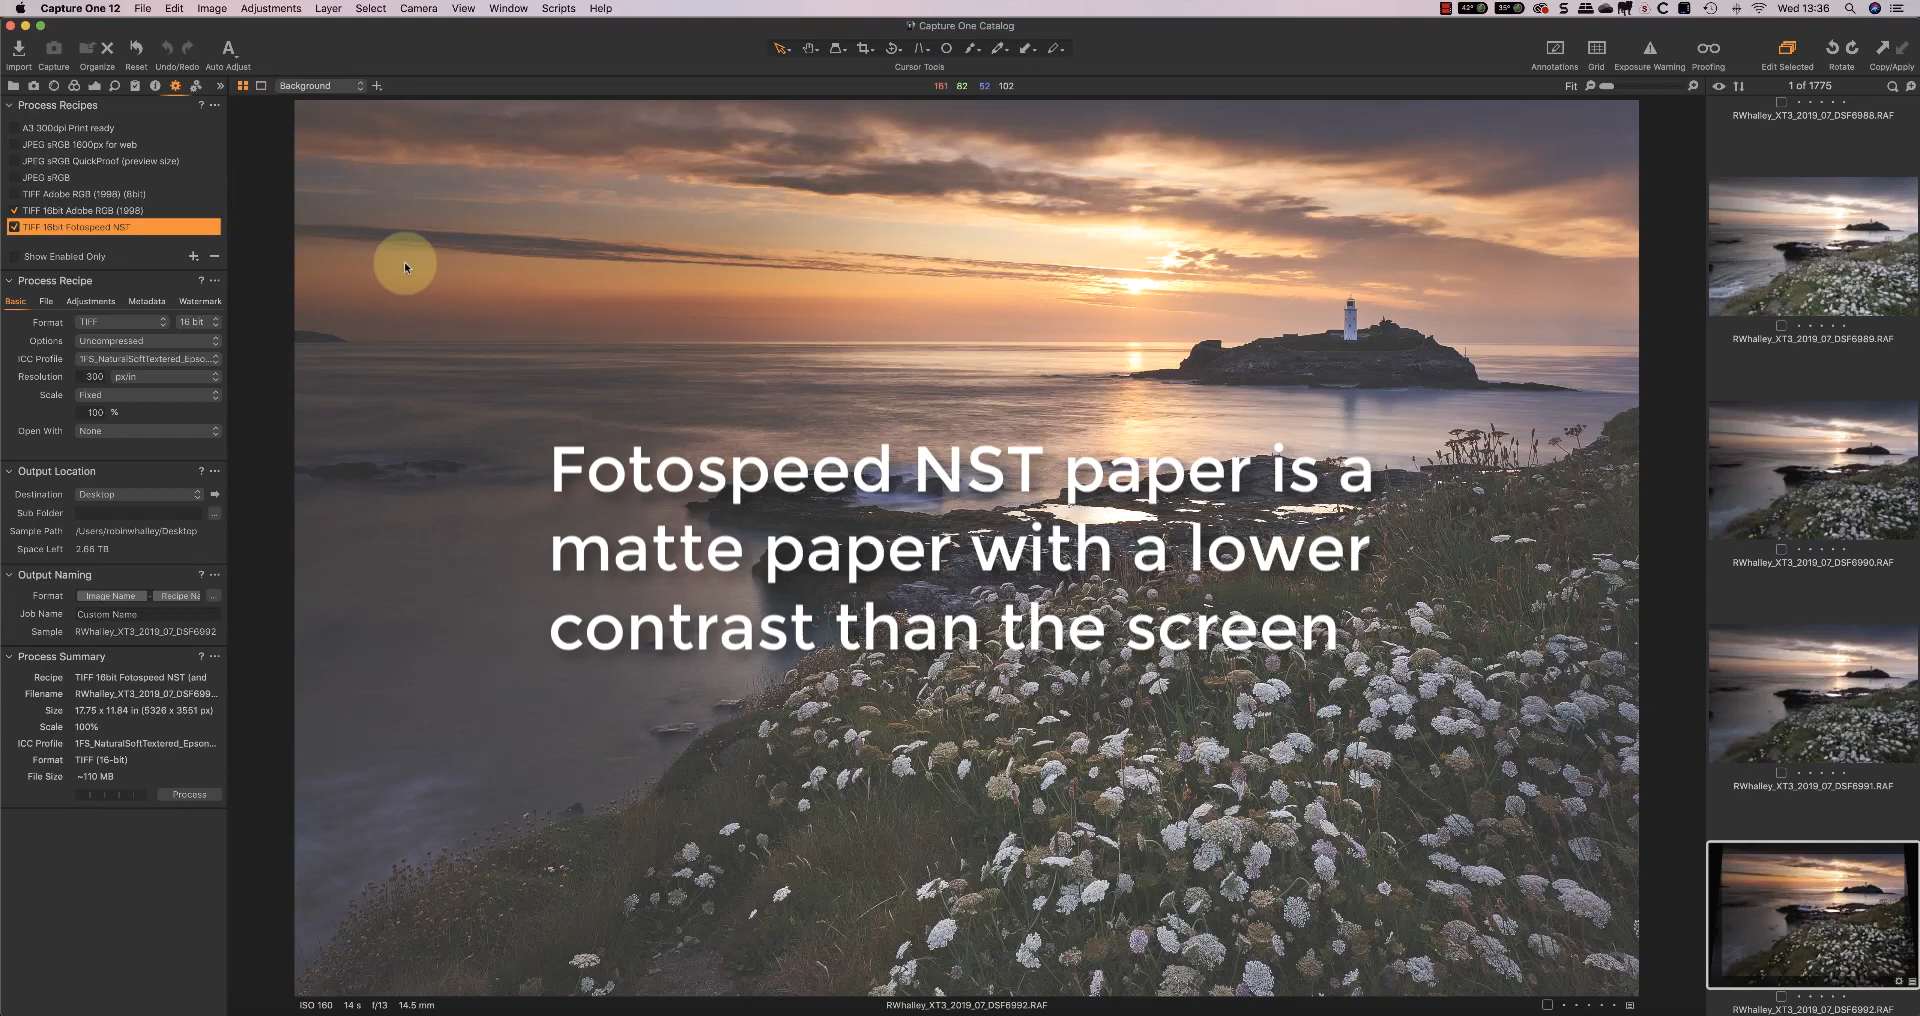 Capture One 12 File Edit View Image Adjustments Layer Select Camera View Window Scripts Help
42° 35° Wed 13:36
Capture One Catalog
Import Capture Organize Reset Undo/Redo Auto Adjust
Cursor Tools
Annotations Grid Exposure Warning Proofing Edit Selected Rotate Copy/Apply
Background
161 82 52 102
Fit
1 of 1775
Process Recipes ? ...
A3 300dpi Print ready
JPEG sRGB 1600px for web
JPEG sRGB QuickProof (preview size)
JPEG sRGB
TIFF Adobe RGB (1998) (8bit)
TIFF 16bit Adobe RGB (1998)
TIFF 16bit Fotospeed NST
Show Enabled Only
Process Recipe ? ...
Basic File Adjustments Metadata Watermark
Format TIFF 16 bit
Options Uncompressed
ICC Profile 1FS_NaturalSoftTextered_Epso...
Resolution 300 px/in
Scale Fixed
100 %
Open With None
Output Location ? ...
Destination Desktop
Sub Folder ...
Sample Path /Users/robinwhalley/Desktop
Space Left 2.66 TB
Output Naming ? ...
Format Image Name - Recipe Na ...
Job Name Custom Name
Sample RWhalley_XT3_2019_07_DSF6992
Process Summary ? ...
Recipe TIFF 16bit Fotospeed NST (and
Filename RWhalley_XT3_2019_07_DSF699...
Size 17.75 x 11.84 in (5326 x 3551 px)
Scale 100%
ICC Profile 1FS_NaturalSoftTextered_Epson...
Format TIFF (16-bit)
File Size ~110 MB
Process
Fotospeed NST paper is a
matte paper with a lower
contrast than the screen
ISO 160 14 s f/13 14.5 mm
RWhalley_XT3_2019_07_DSF6992.RAF
RWhalley_XT3_2019_07_DSF6988.RAF
RWhalley_XT3_2019_07_DSF6989.RAF
RWhalley_XT3_2019_07_DSF6990.RAF
RWhalley_XT3_2019_07_DSF6991.RAF
RWhalley_XT3_2019_07_DSF6992.RAF